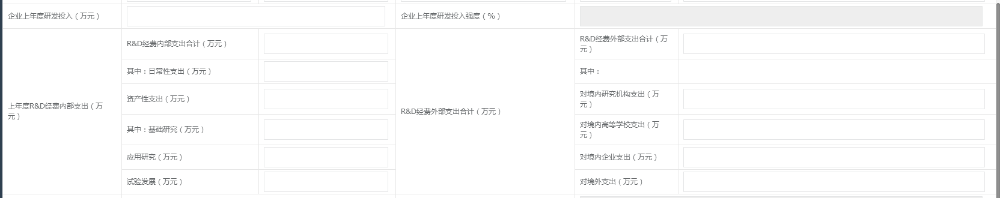 企业上年度研发投入（万元）
企业上年度研发投入强度（%）
上年度R&D经费内部支出（万
元）
R&D经费内部支出合计（万元）
其中：日常性支出（万元）
资产性支出（万元）
其中：基础研究（万元）
应用研究（万元）
试验发展（万元）
R&D经费外部支出合计（万元）
R&D经费外部支出合计（万
元）
其中：
对境内研究机构支出（万
元）
对境内高等学校支出（万
元）
对境内企业支出（万元）
对境外支出（万元）